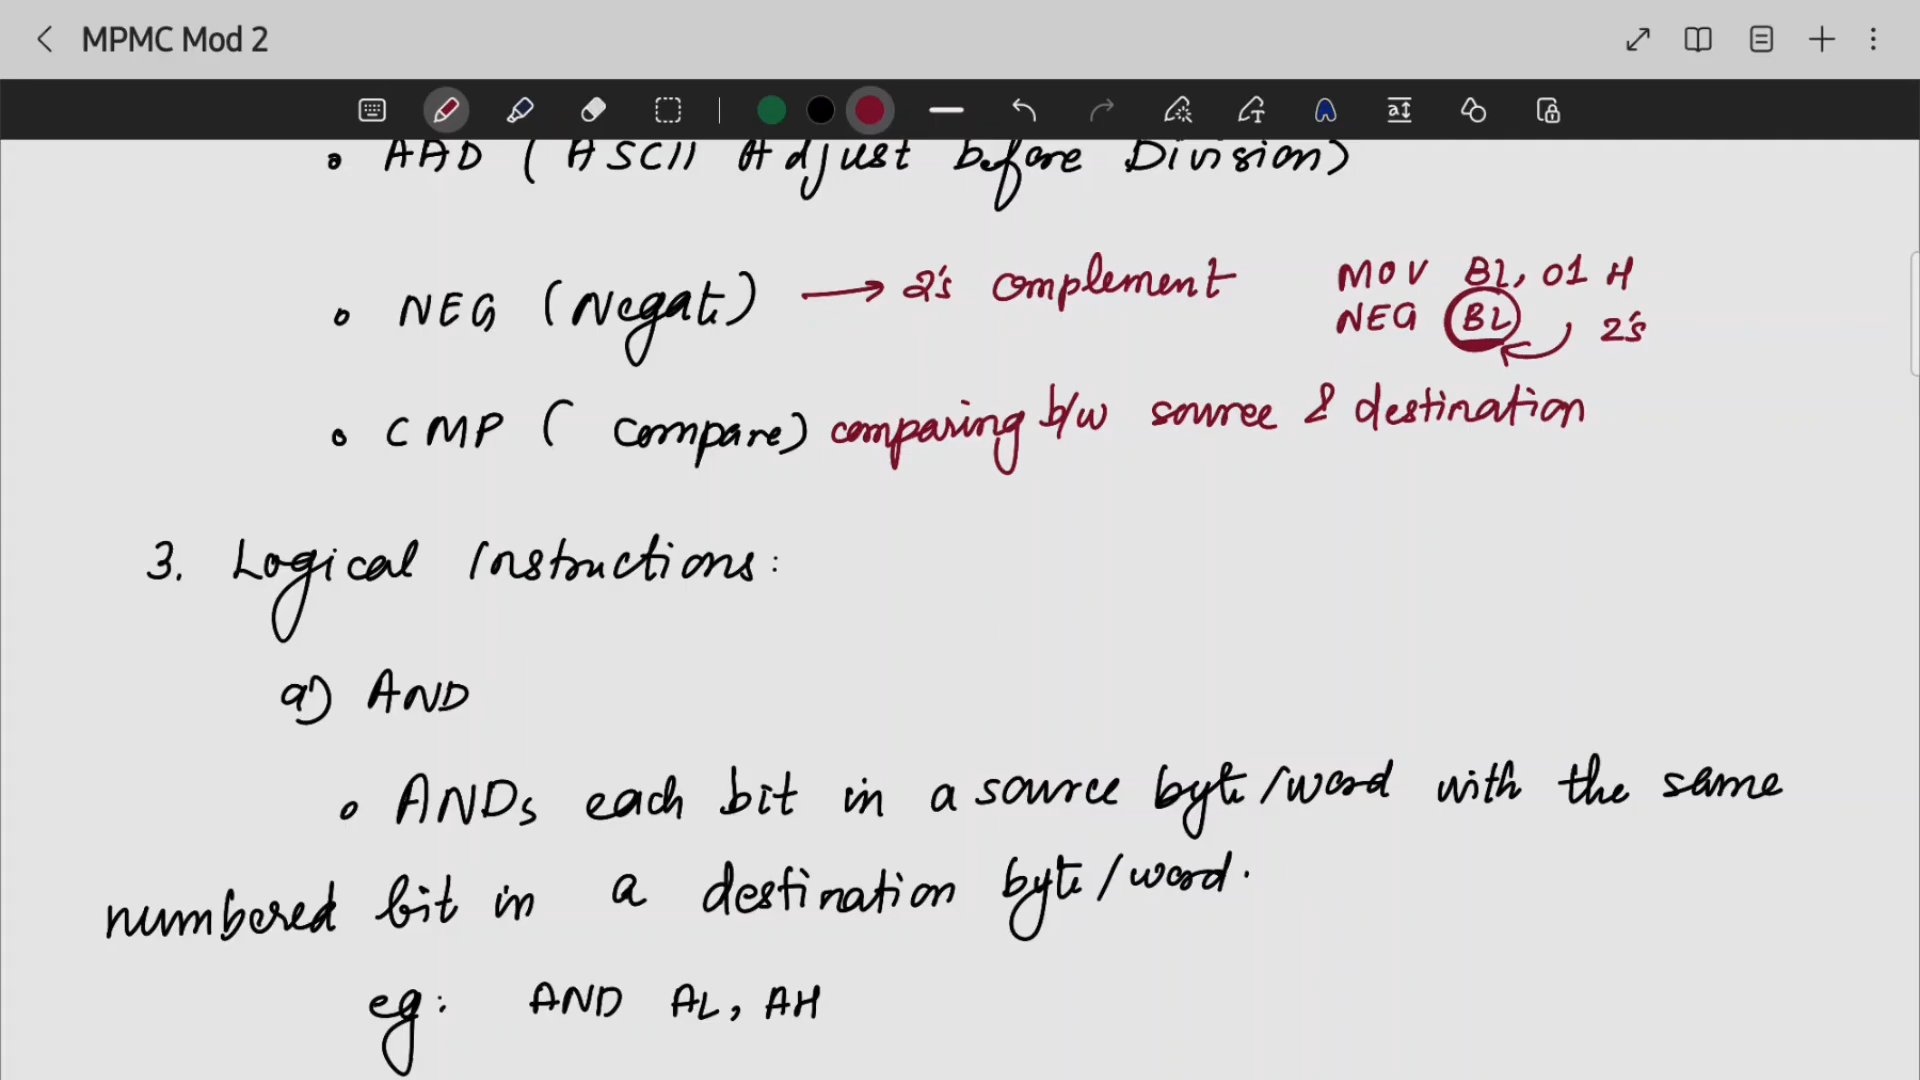 MPMC Mod 2
• AAD (ASCII Adjust before Division)
• NEG (Negate) → 2's complement
MOV BL, 01 H
NEG BL 2's
• CMP (Compare) comparing b/w source & destination
3. Logical Instructions:
a) AND
• ANDs each bit in a source byte/word with the same
numbered bit in a destination byte/word.
eg: AND AL, AH